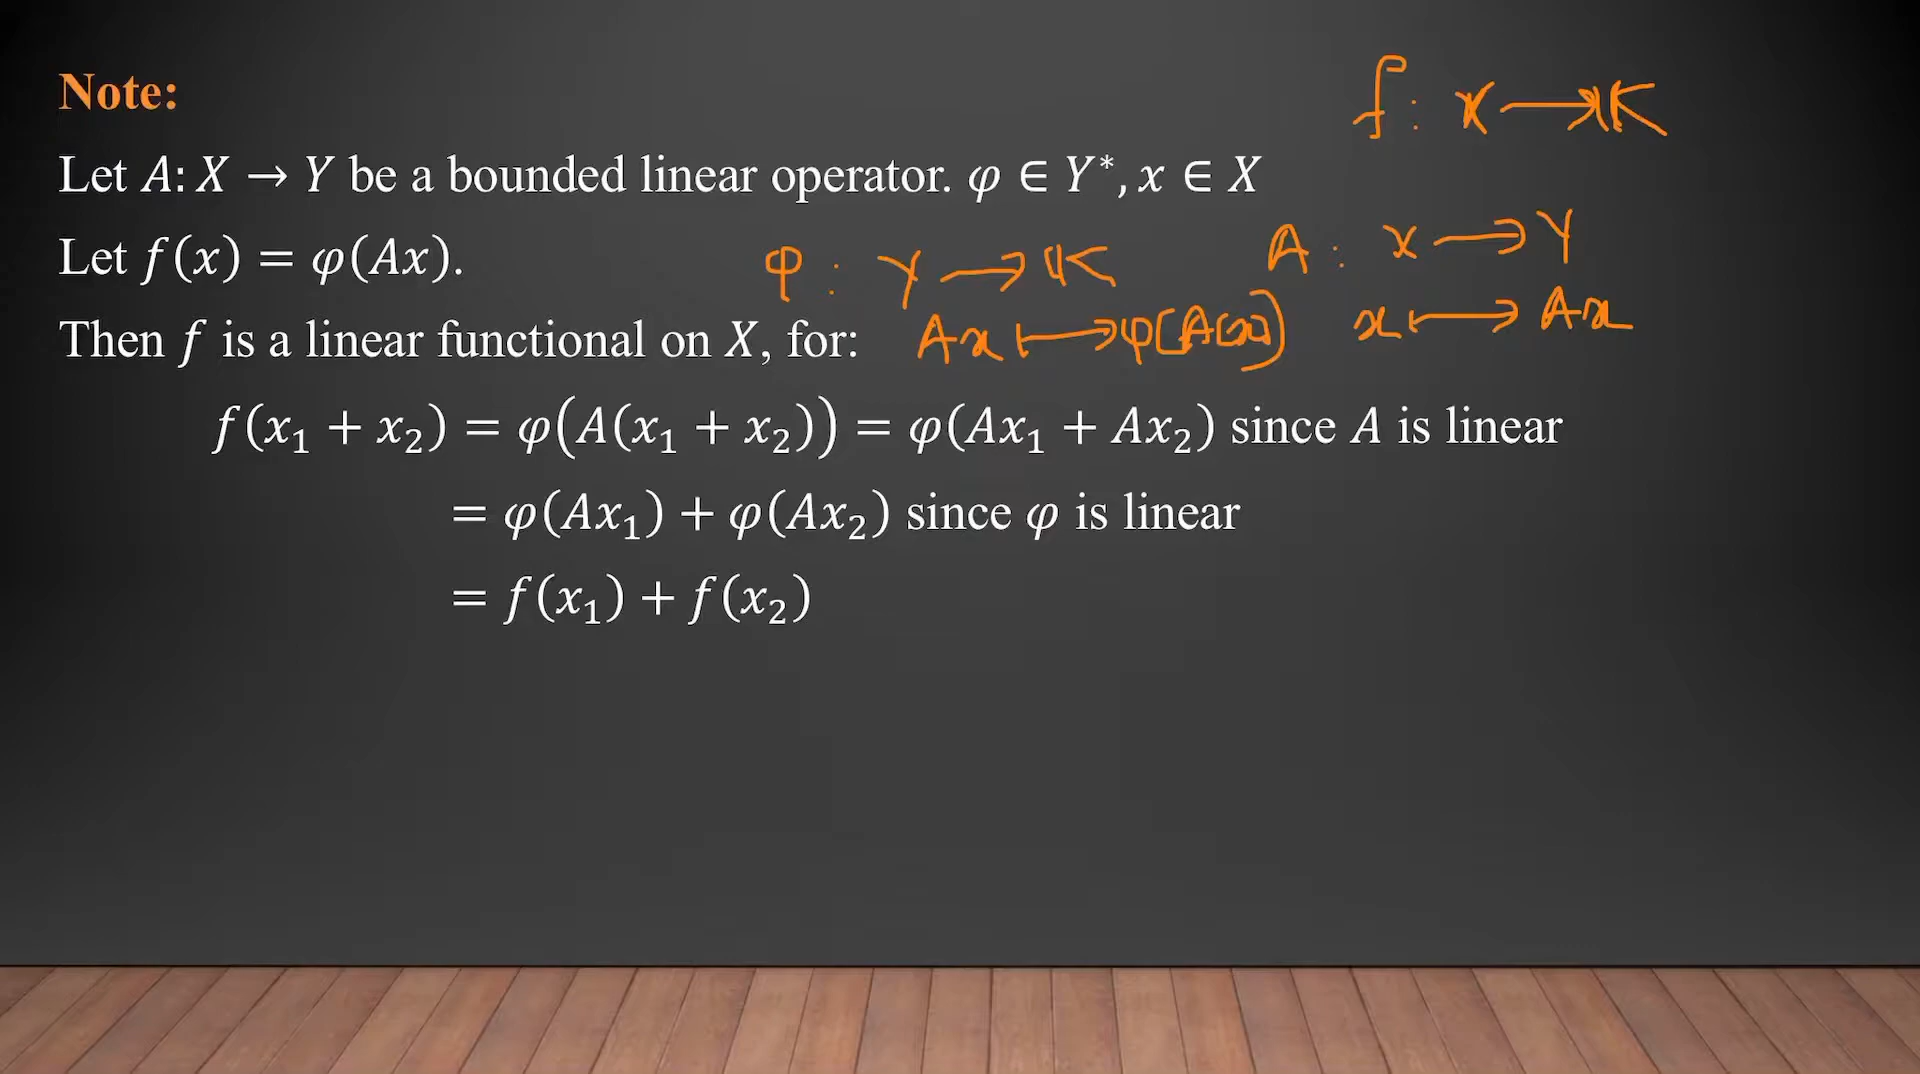 Note:
f : X ⟶ 𝕂
Let A: X → Y be a bounded linear operator. φ ∈ Y*, x ∈ X
Let f(x) = φ(Ax).
φ : Y ⟶ 𝕂
A : X ⟶ Y
Then f is a linear functional on X, for:
Ax ⟼ φ(A(x))
x ⟼ Ax
f(x₁ + x₂) = φ(A(x₁ + x₂)) = φ(Ax₁ + Ax₂) since A is linear
= φ(Ax₁) + φ(Ax₂) since φ is linear
= f(x₁) + f(x₂)